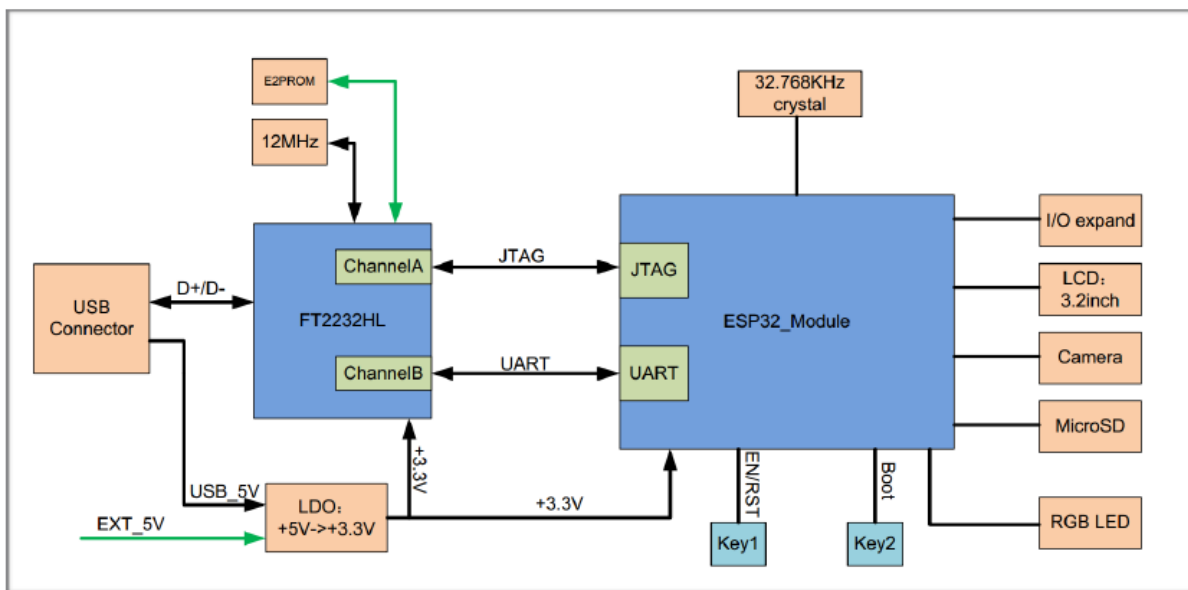 E2PROM
12MHz
32.768KHz
crystal
USB
Connector
D+/D-
FT2232HL
ChannelA
ChannelB
JTAG
UART
JTAG
UART
ESP32_Module
I/O expand
LCD：
3.2inch
Camera
MicroSD
RGB LED
+3.3V
USB_5V
EXT_5V
LDO：
+5V->+3.3V
+3.3V
EN/RST
Boot
Key1
Key2